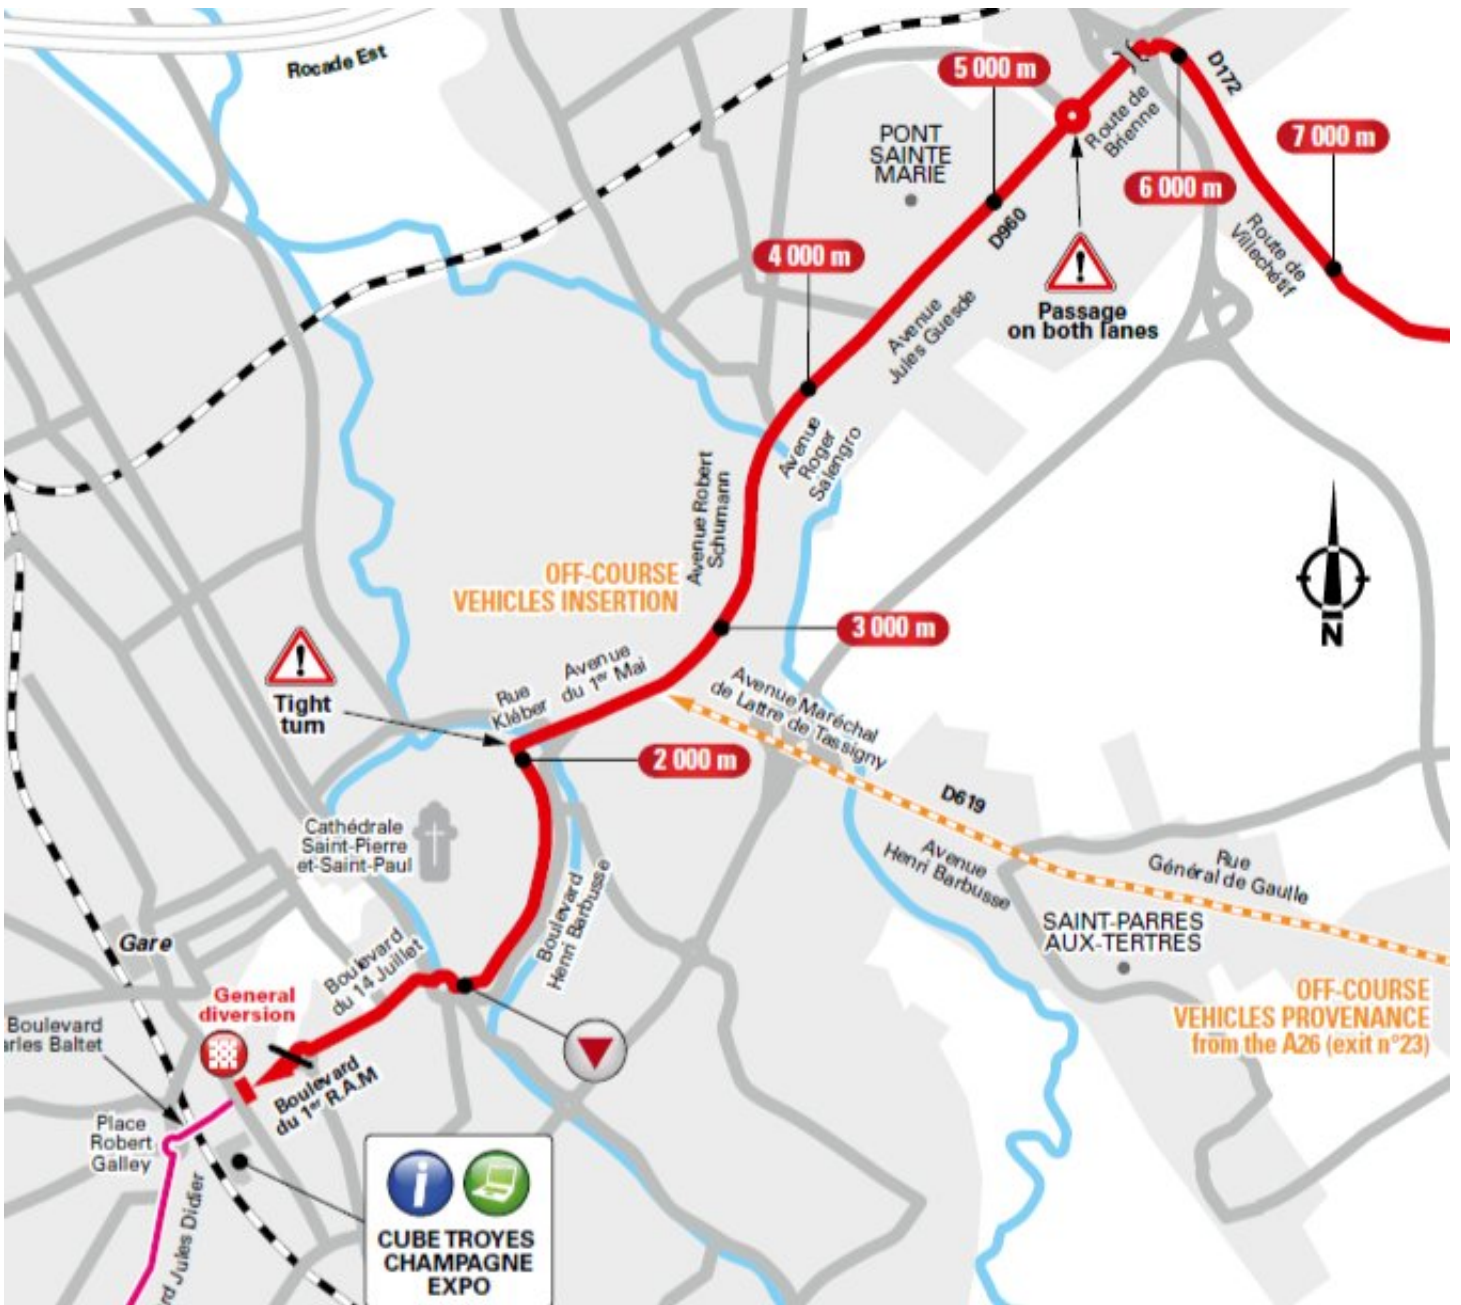 Rocade Est
5 000 m
D172
7 000 m
PONT
SAINTE
MARIE
Route de
Brienne
6 000 m
D960
Route de
Villechétif
4 000 m
Passage
on both lanes
Avenue
Jules Guesde
Avenue
Roger
Salengro
Avenue Robert
Schumann
OFF-COURSE
VEHICLES INSERTION
3 000 m
N
Avenue
du 1er Mai
Rue
Kléber
Tight
turn
Avenue Maréchal
de Lattre de Tassigny
2 000 m
D619
Cathédrale
Saint-Pierre
et-Saint-Paul
Avenue
Henri Barbusse
Rue
Général de Gaulle
Boulevard
Henri Barbusse
SAINT-PARRES
AUX-TERTRES
Gare
Boulevard
du 14 Juillet
General
diversion
OFF-COURSE
VEHICLES PROVENANCE
from the A26 (exit n°23)
Boulevard
arles Baltet
Boulevard
du 1er R.A.M
Place
Robert
Galley
rd Jules Didier
i
CUBE TROYES
CHAMPAGNE
EXPO